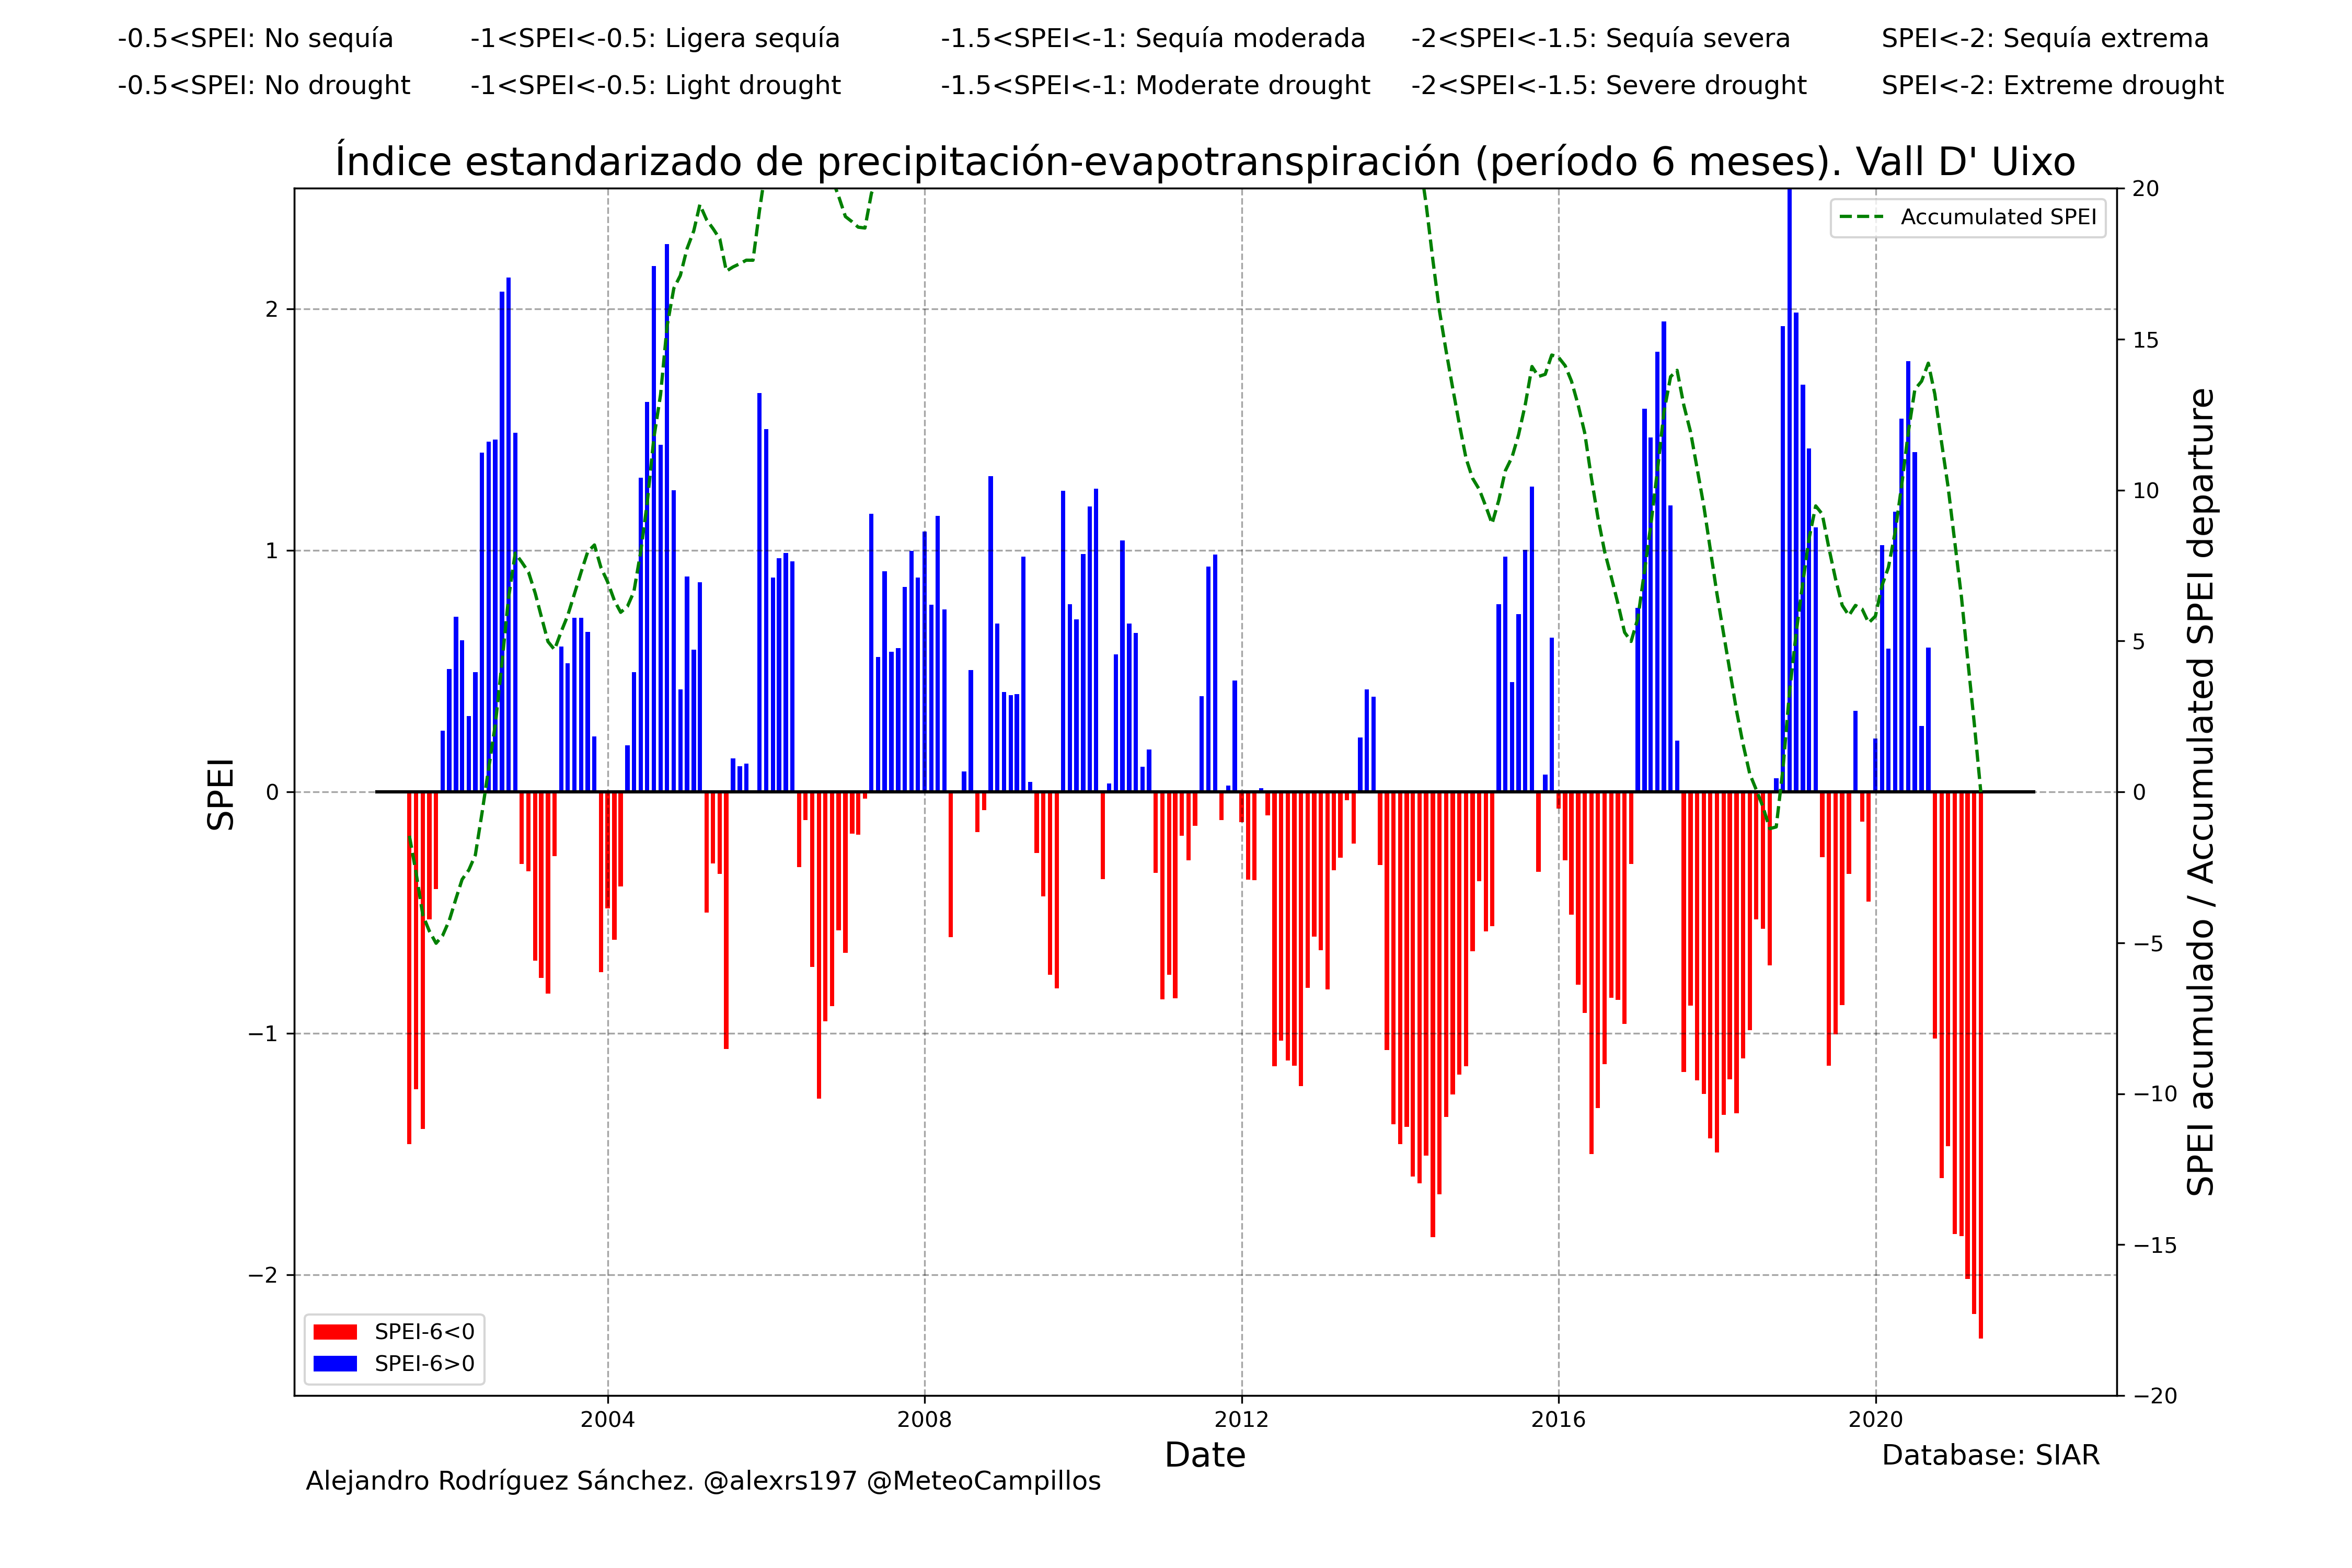 -0.5<SPEI: No sequía -1<SPEI<-0.5: Ligera sequía -1.5<SPEI<-1: Sequía moderada -2<SPEI<-1.5: Sequía severa SPEI<-2: Sequía extrema
-0.5<SPEI: No drought -1<SPEI<-0.5: Light drought -1.5<SPEI<-1: Moderate drought -2<SPEI<-1.5: Severe drought SPEI<-2: Extreme drought
Índice estandarizado de precipitación-evapotranspiración (período 6 meses). Vall D' Uixo
Accumulated SPEI
SPEI
2
1
0
−1
−2
20
15
10
5
0
−5
−10
−15
−20
SPEI acumulado / Accumulated SPEI departure
SPEI-6<0
SPEI-6>0
2004 2008 2012 2016 2020
Date
Database: SIAR
Alejandro Rodríguez Sánchez. @alexrs197 @MeteoCampillos